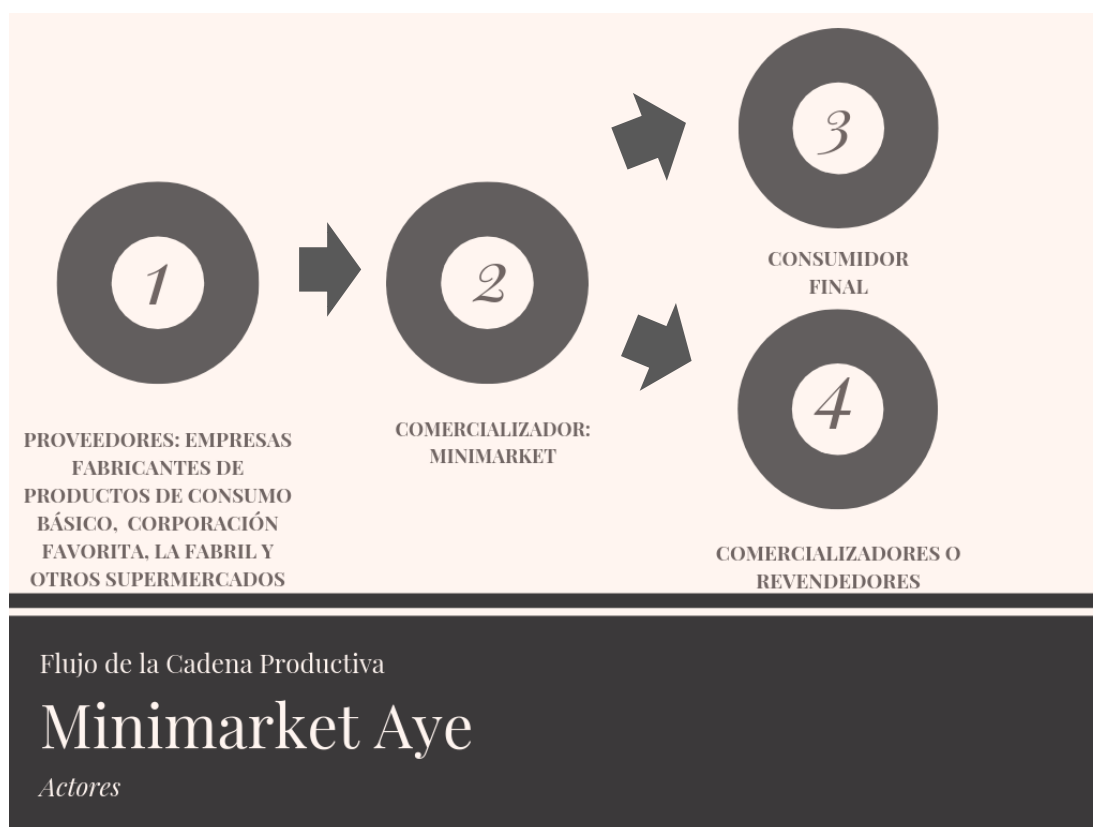 1
PROVEEDORES: EMPRESAS
FABRICANTES DE
PRODUCTOS DE CONSUMO
BÁSICO, CORPORACIÓN
FAVORITA, LA FABRIL Y
OTROS SUPERMERCADOS
2
COMERCIALIZADOR:
MINIMARKET
3
CONSUMIDOR
FINAL
4
COMERCIALIZADORES O
REVENDEDORES
Flujo de la Cadena Productiva
Minimarket Aye
Actores